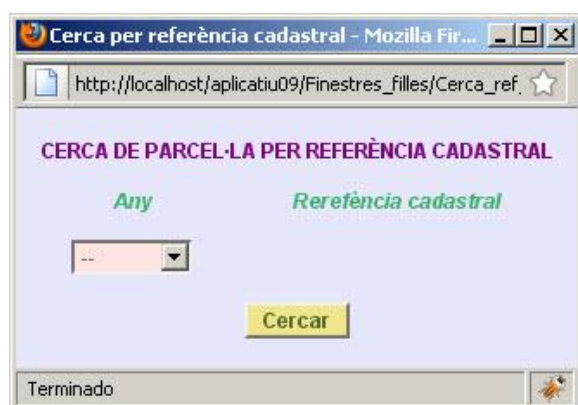 Cerca per referència cadastral - Mozilla Fir...
http://localhost/aplicatiu09/Finestres_filles/Cerca_ref_
CERCA DE PARCEL·LA PER REFERÈNCIA CADASTRAL
Any Rerefència cadastral
--
Cercar
Terminado